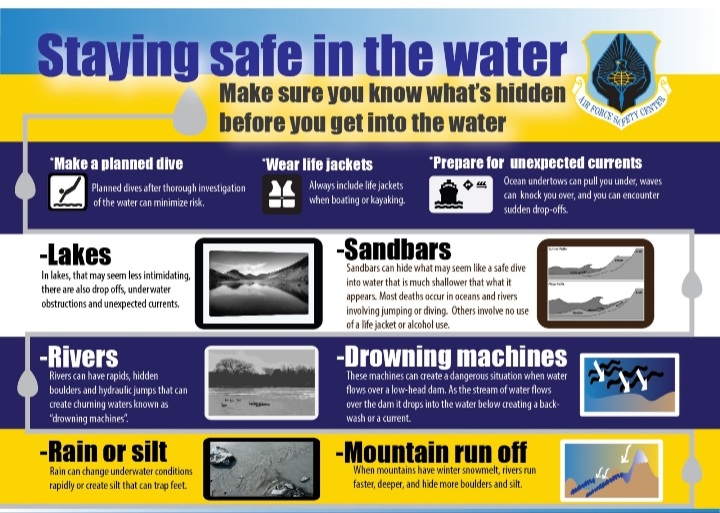 Staying safe in the water
Make sure you know what's hidden
before you get into the water
AIR FORCE SAFETY CENTER
*Make a planned dive
Planned dives after thorough investigation
of the water can minimize risk.
*Wear life jackets
Always include life jackets
when boating or kayaking.
*Prepare for unexpected currents
Ocean undertows can pull you under, waves
can knock you over, and you can encounter
sudden drop-offs.
-Lakes
In lakes, that may seem less intimidating,
there are also drop offs, underwater
obstructions and unexpected currents.
-Sandbars
Sandbars can hide what may seem like a safe dive
into water that is much shallower that what it
appears. Most deaths occur in oceans and rivers
involving jumping or diving. Others involve no use
of a life jacket or alcohol use.
-Rivers
Rivers can have rapids, hidden
boulders and hydraulic jumps that can
create churning waters known as
"drowning machines".
-Drowning machines
These machines can create a dangerous situation when water
flows over a low-head dam. As the stream of water flows
over the dam it drops into the water below creating a back-
wash or a current.
-Rain or silt
Rain can change underwater conditions
rapidly or create silt that can trap feet.
-Mountain run off
When mountains have winter snowmelt, rivers run
faster, deeper, and hide more boulders and silt.